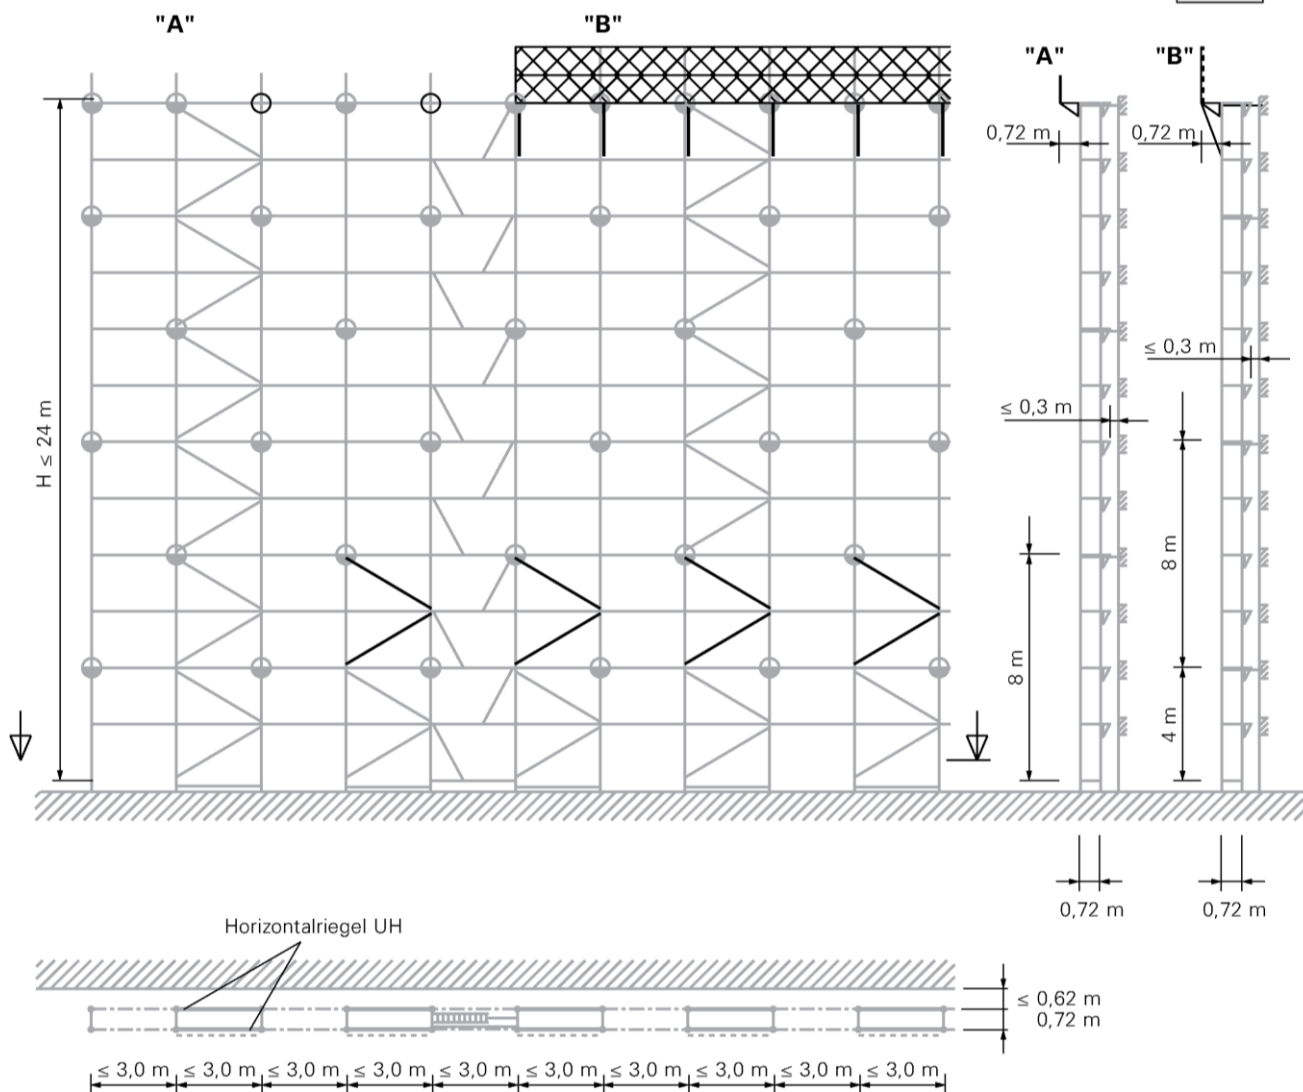 "A"
"B"
"A"
"B"
0,72 m
0,72 m
≤ 0,3 m
≤ 0,3 m
H ≤ 24 m
8 m
8 m
4 m
0,72 m
0,72 m
Horizontalriegel UH
≤ 0,62 m
0,72 m
≤ 3,0 m ≤ 3,0 m ≤ 3,0 m ≤ 3,0 m ≤ 3,0 m ≤ 3,0 m ≤ 3,0 m ≤ 3,0 m ≤ 3,0 m ≤ 3,0 m